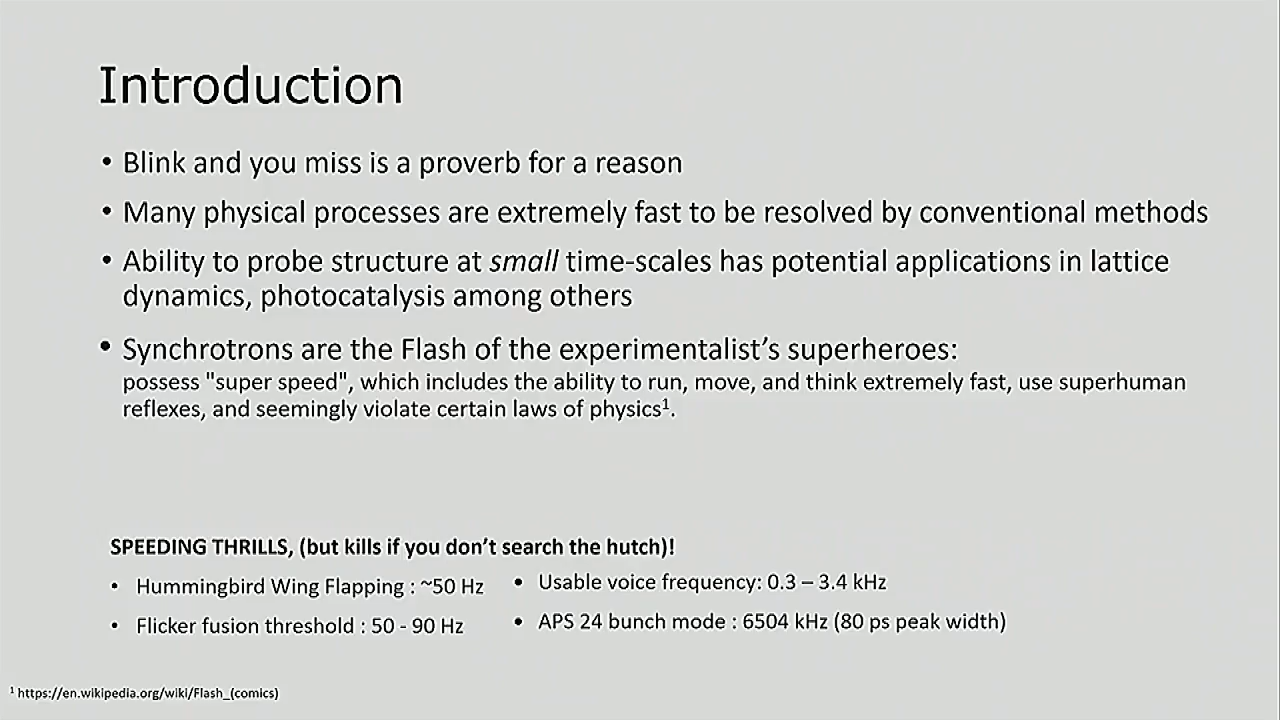 Introduction
• Blink and you miss is a proverb for a reason
• Many physical processes are extremely fast to be resolved by conventional methods
• Ability to probe structure at small time-scales has potential applications in lattice
dynamics, photocatalysis among others
• Synchrotrons are the Flash of the experimentalist’s superheroes:
possess "super speed", which includes the ability to run, move, and think extremely fast, use superhuman
reflexes, and seemingly violate certain laws of physics¹.
SPEEDING THRILLS, (but kills if you don’t search the hutch)!
• Hummingbird Wing Flapping : ~50 Hz
• Flicker fusion threshold : 50 - 90 Hz
• Usable voice frequency: 0.3 – 3.4 kHz
• APS 24 bunch mode : 6504 kHz (80 ps peak width)
¹ https://en.wikipedia.org/wiki/Flash_(comics)